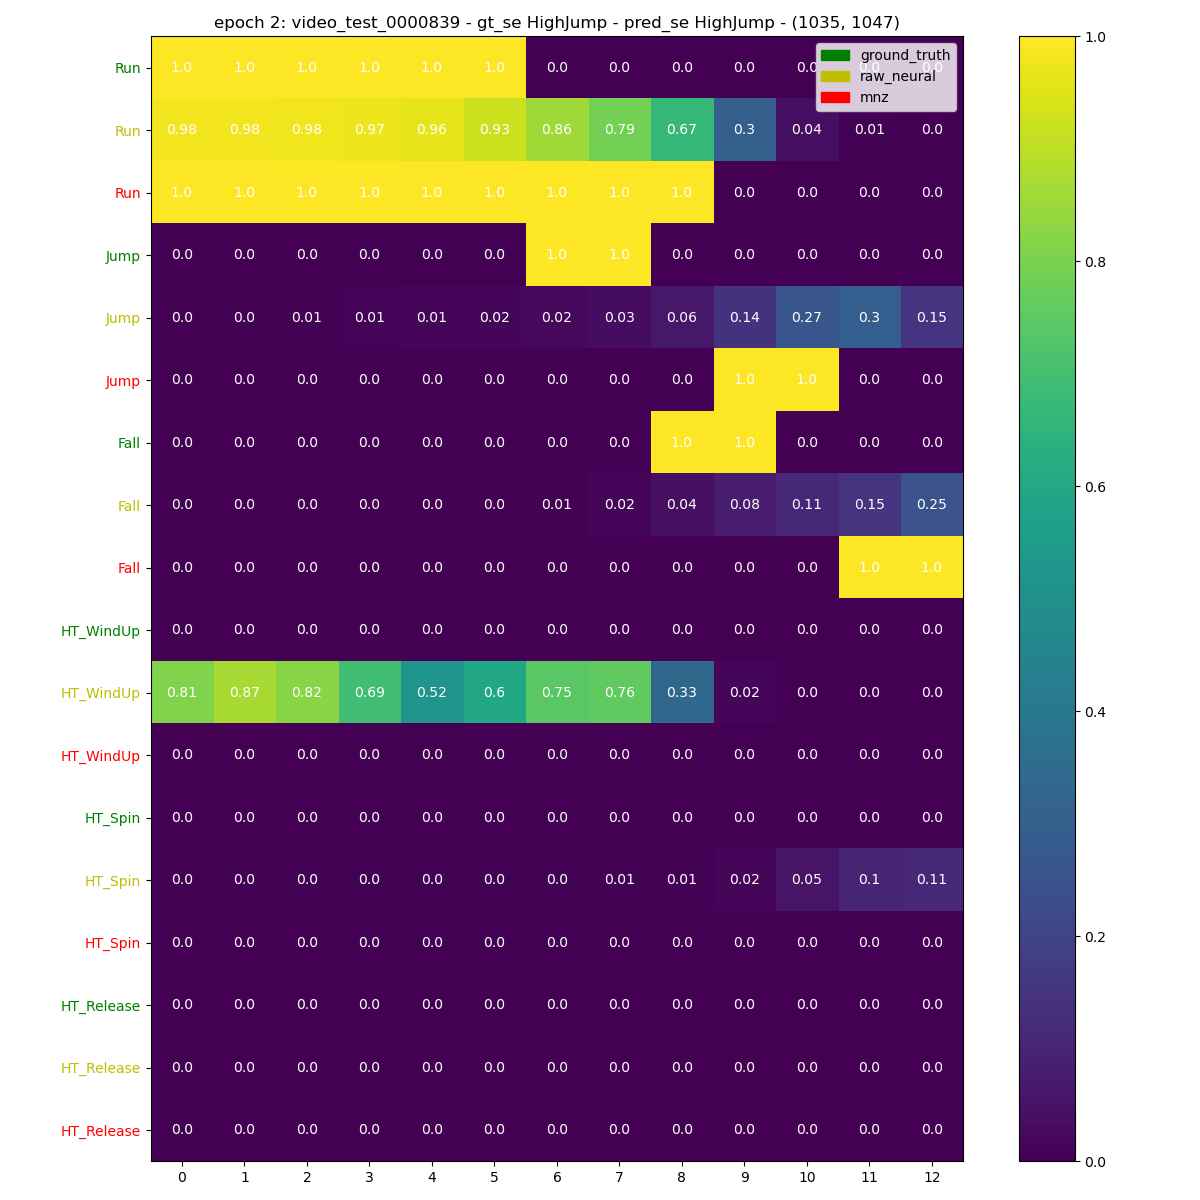 epoch 2: video_test_0000839 - gt_se HighJump - pred_se HighJump - (1035, 1047)
ground_truth
raw_neural
mnz
Run 1.0 1.0 1.0 1.0 1.0 1.0 0.0 0.0 0.0 0.0 0.0 0.0 0.0
Run 0.98 0.98 0.98 0.97 0.96 0.93 0.86 0.79 0.67 0.3 0.04 0.01 0.0
Run 1.0 1.0 1.0 1.0 1.0 1.0 1.0 1.0 1.0 0.0 0.0 0.0 0.0
Jump 0.0 0.0 0.0 0.0 0.0 0.0 1.0 1.0 0.0 0.0 0.0 0.0 0.0
Jump 0.0 0.0 0.01 0.01 0.01 0.02 0.02 0.03 0.06 0.14 0.27 0.3 0.15
Jump 0.0 0.0 0.0 0.0 0.0 0.0 0.0 0.0 0.0 1.0 1.0 0.0 0.0
Fall 0.0 0.0 0.0 0.0 0.0 0.0 0.0 0.0 1.0 1.0 0.0 0.0 0.0
Fall 0.0 0.0 0.0 0.0 0.0 0.0 0.01 0.02 0.04 0.08 0.11 0.15 0.25
Fall 0.0 0.0 0.0 0.0 0.0 0.0 0.0 0.0 0.0 0.0 0.0 1.0 1.0
HT_WindUp 0.0 0.0 0.0 0.0 0.0 0.0 0.0 0.0 0.0 0.0 0.0 0.0 0.0
HT_WindUp 0.81 0.87 0.82 0.69 0.52 0.6 0.75 0.76 0.33 0.02 0.0 0.0 0.0
HT_WindUp 0.0 0.0 0.0 0.0 0.0 0.0 0.0 0.0 0.0 0.0 0.0 0.0 0.0
HT_Spin 0.0 0.0 0.0 0.0 0.0 0.0 0.0 0.0 0.0 0.0 0.0 0.0 0.0
HT_Spin 0.0 0.0 0.0 0.0 0.0 0.0 0.0 0.01 0.01 0.02 0.05 0.1 0.11
HT_Spin 0.0 0.0 0.0 0.0 0.0 0.0 0.0 0.0 0.0 0.0 0.0 0.0 0.0
HT_Release 0.0 0.0 0.0 0.0 0.0 0.0 0.0 0.0 0.0 0.0 0.0 0.0 0.0
HT_Release 0.0 0.0 0.0 0.0 0.0 0.0 0.0 0.0 0.0 0.0 0.0 0.0 0.0
HT_Release 0.0 0.0 0.0 0.0 0.0 0.0 0.0 0.0 0.0 0.0 0.0 0.0 0.0
0 1 2 3 4 5 6 7 8 9 10 11 12
1.0
0.8
0.6
0.4
0.2
0.0